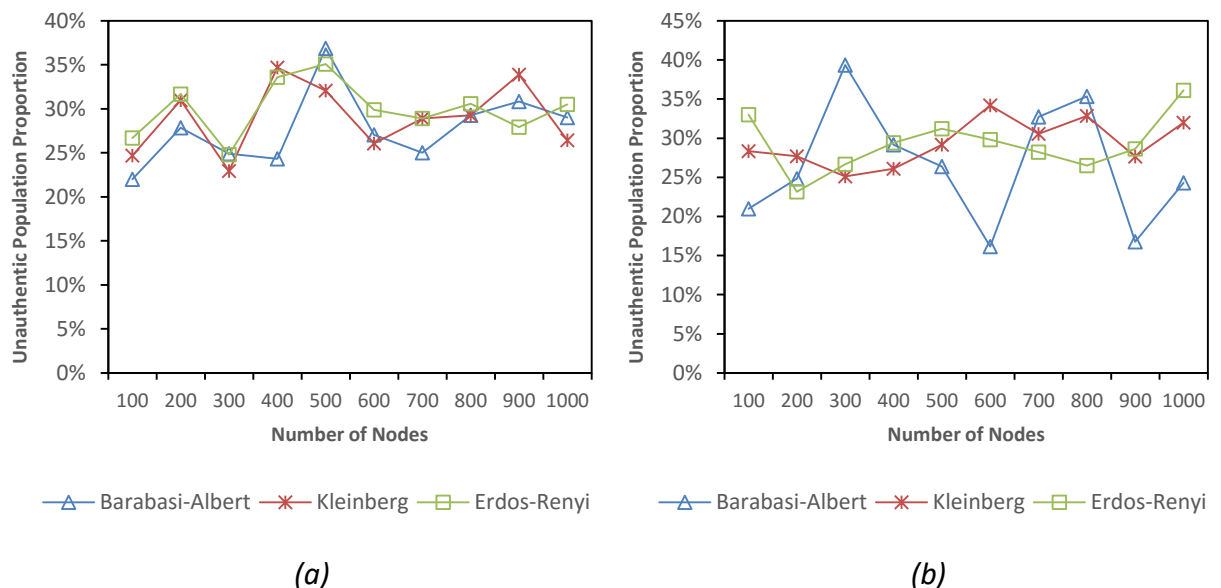 40%
35%
30%
25%
20%
15%
10%
5%
0%
Unauthentic Population Proportion
100 200 300 400 500 600 700 800 900 1000
Number of Nodes
Barabasi-Albert Kleinberg Erdos-Renyi
(a)
45%
40%
35%
30%
25%
20%
15%
10%
5%
0%
Unauthentic Population Proportion
100 200 300 400 500 600 700 800 900 1000
Number of Nodes
Barabasi-Albert Kleinberg Erdos-Renyi
(b)